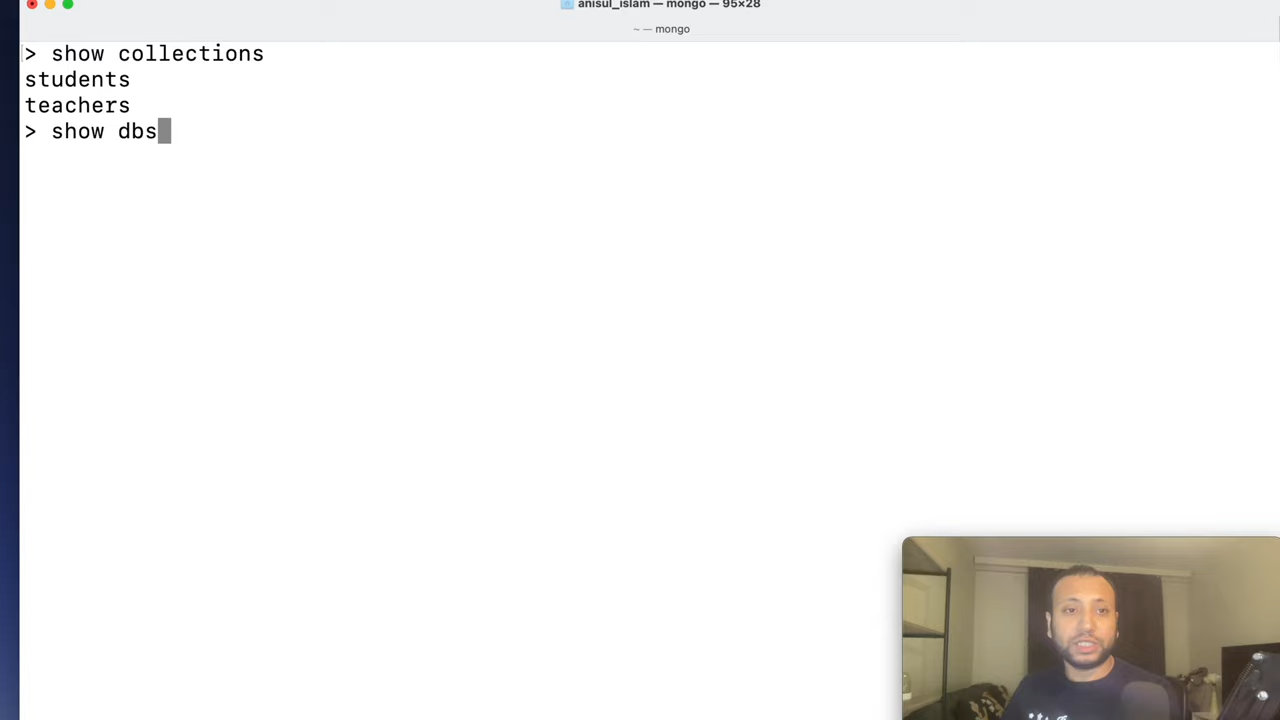 anisul_islam — mongo — 95×28
~ — mongo
> show collections
students
teachers
> show dbs